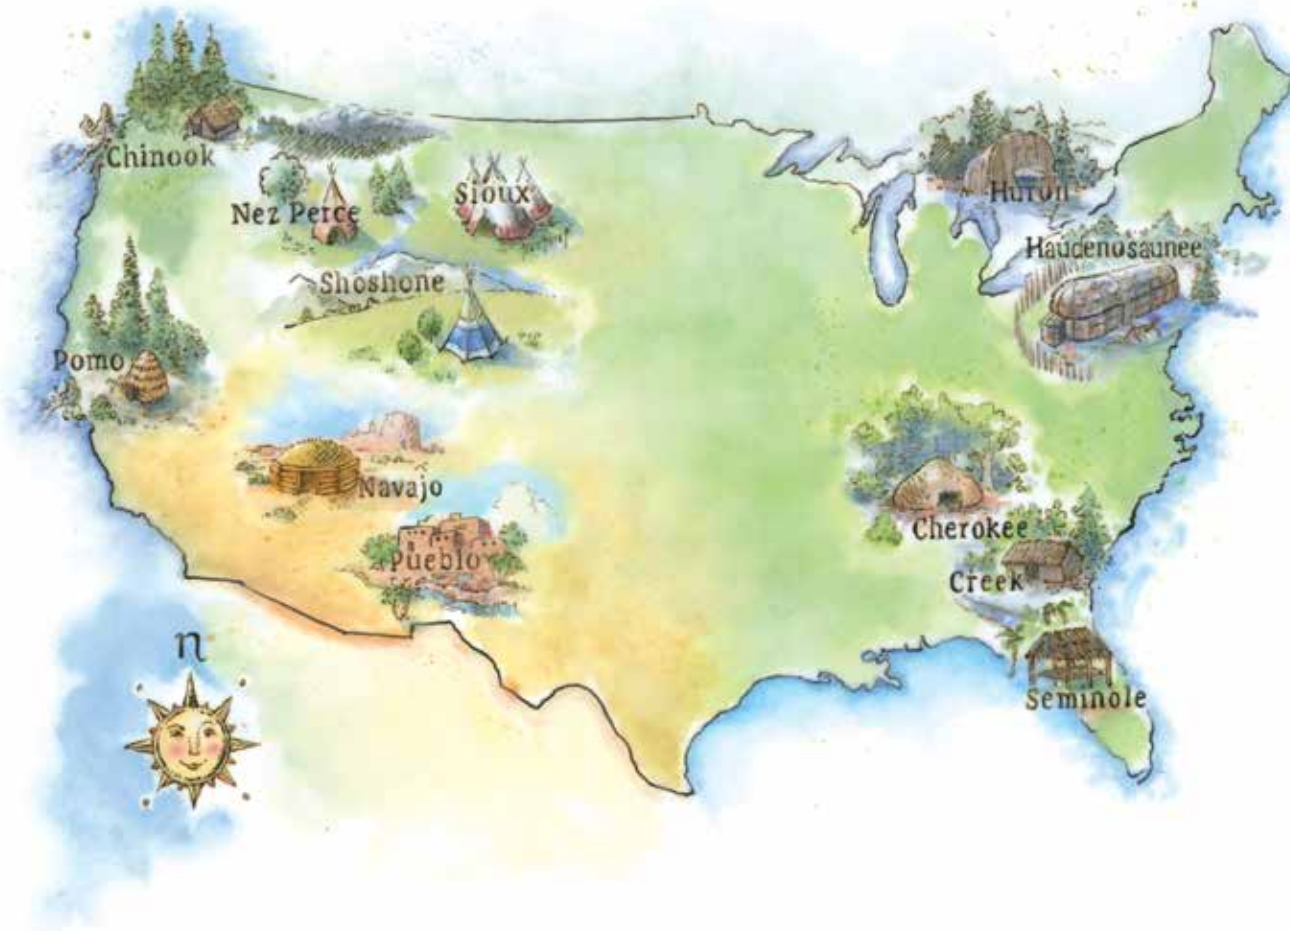 Chinook
Nez Perce
Sioux
Huron
Haudenosaunee
Shoshone
Pomo
Navajo
Pueblo
Cherokee
Creek
Seminole
n